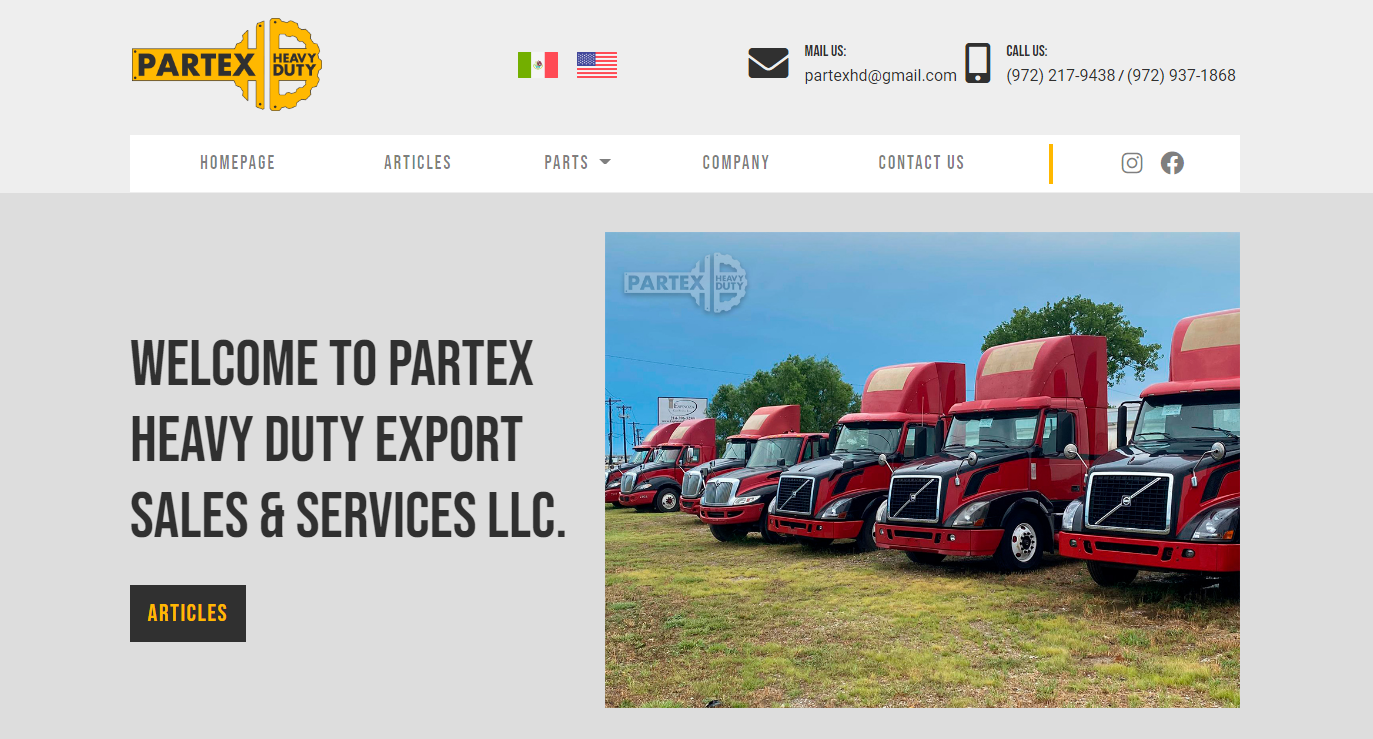 PARTEX HEAVY DUTY
MAIL US:
partexhd@gmail.com
CALL US:
(972) 217-9438 / (972) 937-1868
HOMEPAGE
ARTICLES
PARTS
COMPANY
CONTACT US
WELCOME TO PARTEX
HEAVY DUTY EXPORT
SALES & SERVICES LLC.
ARTICLES
PARTEX HEAVY DUTY